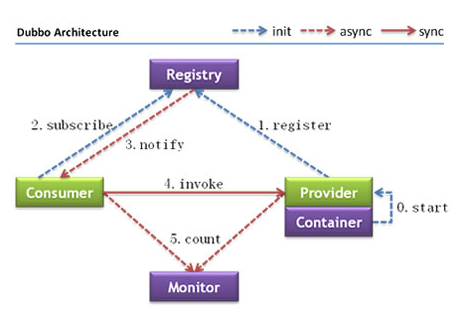 Dubbo Architecture
init
async
sync
Registry
2. subscribe
1. register
3. notify
Consumer
4. invoke
Provider
Container
0. start
5. count
Monitor